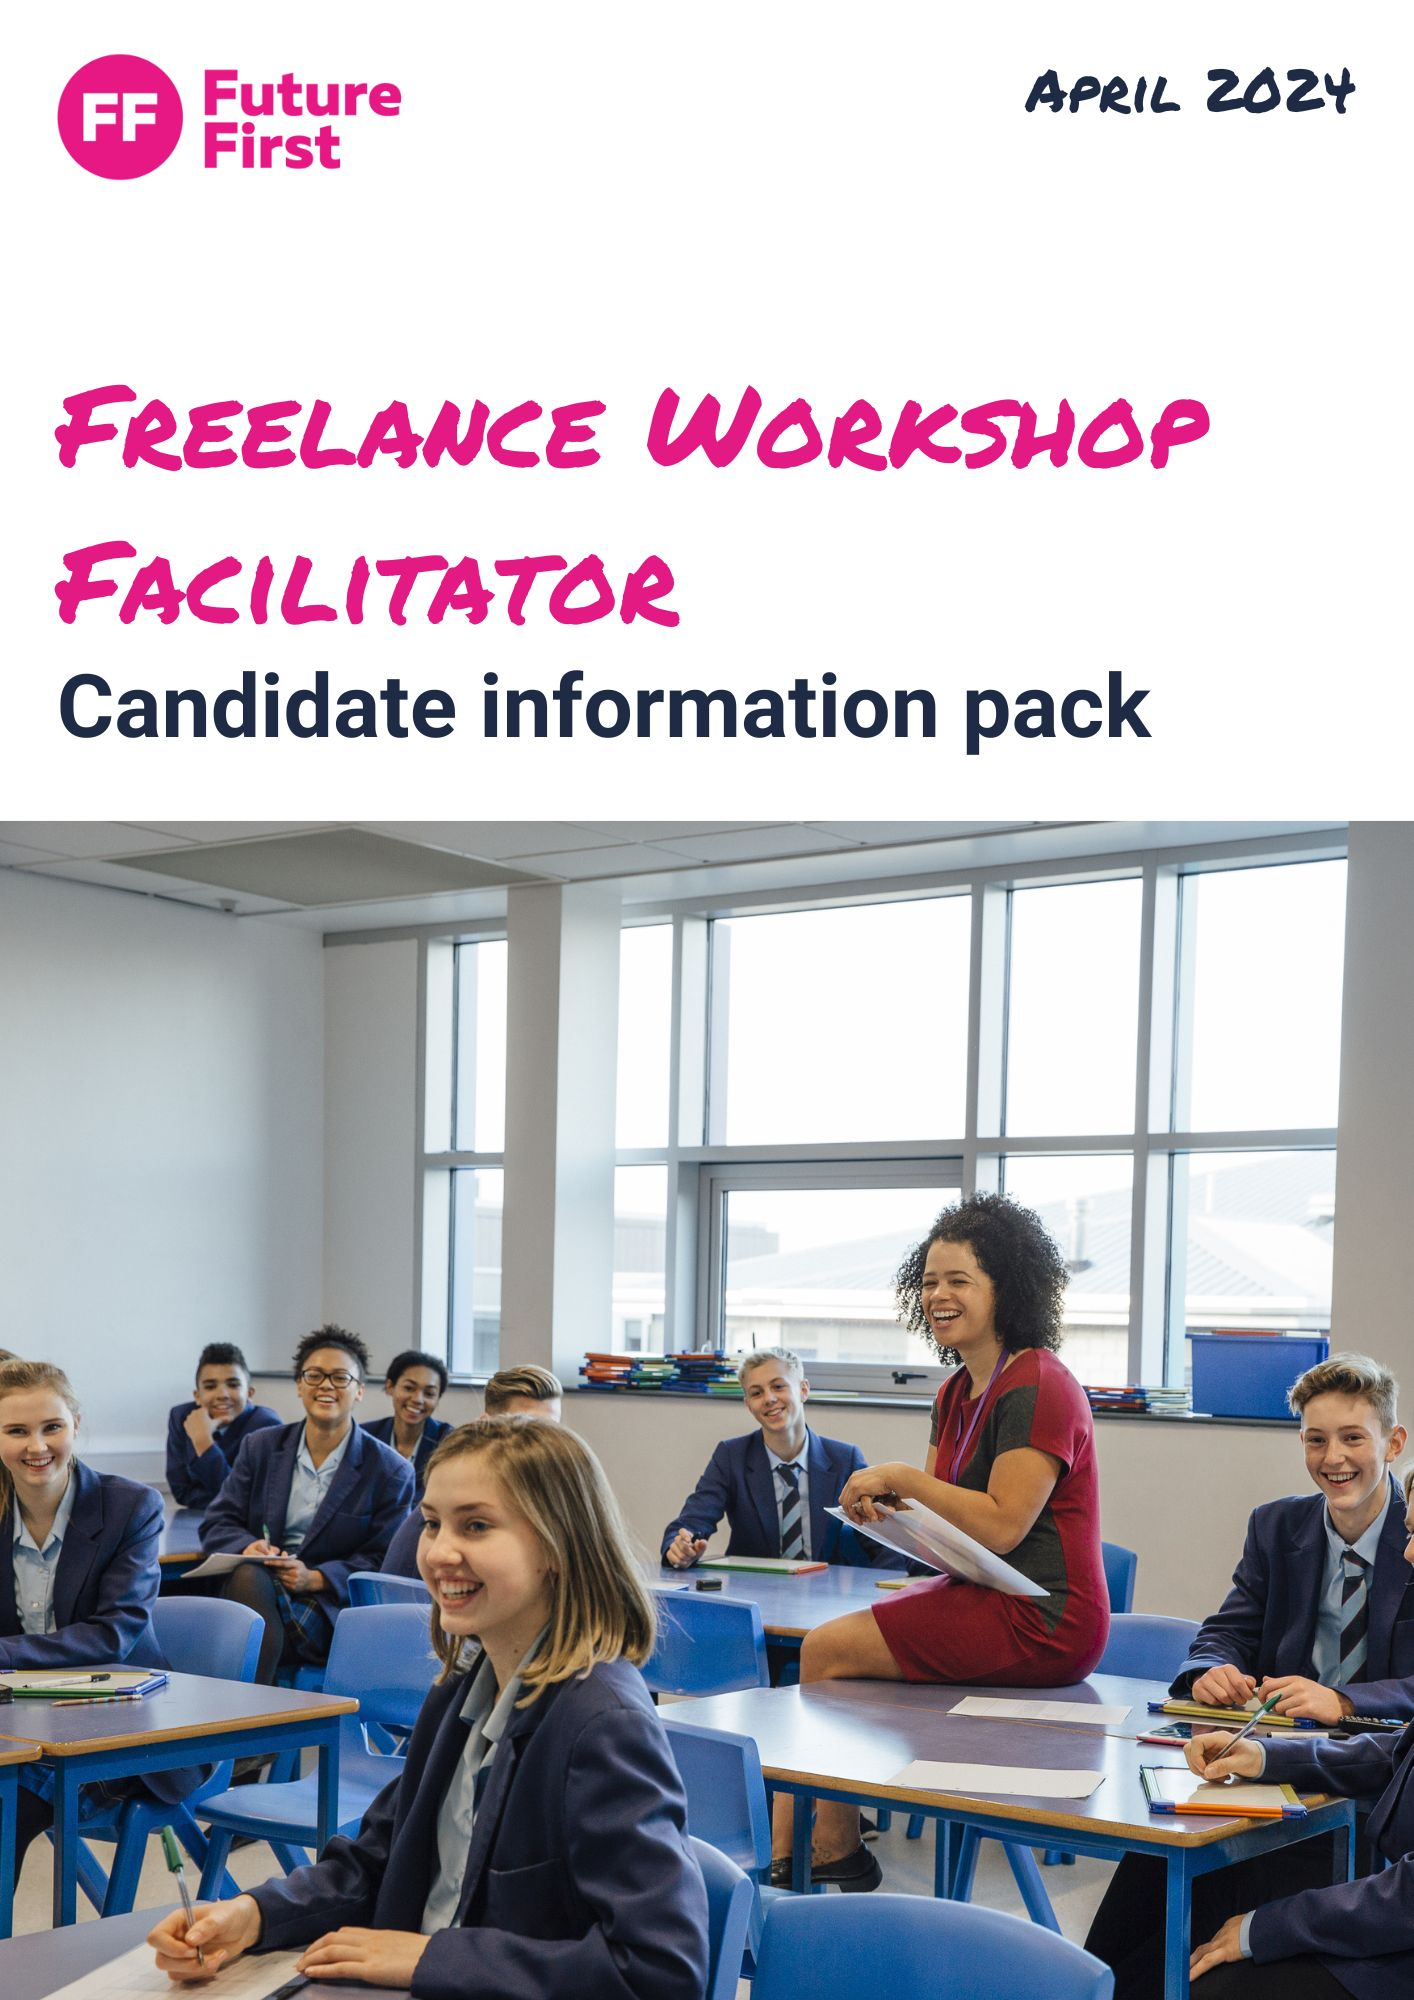 FF
Future
First
April 2024
Freelance Workshop
Facilitator
Candidate information pack